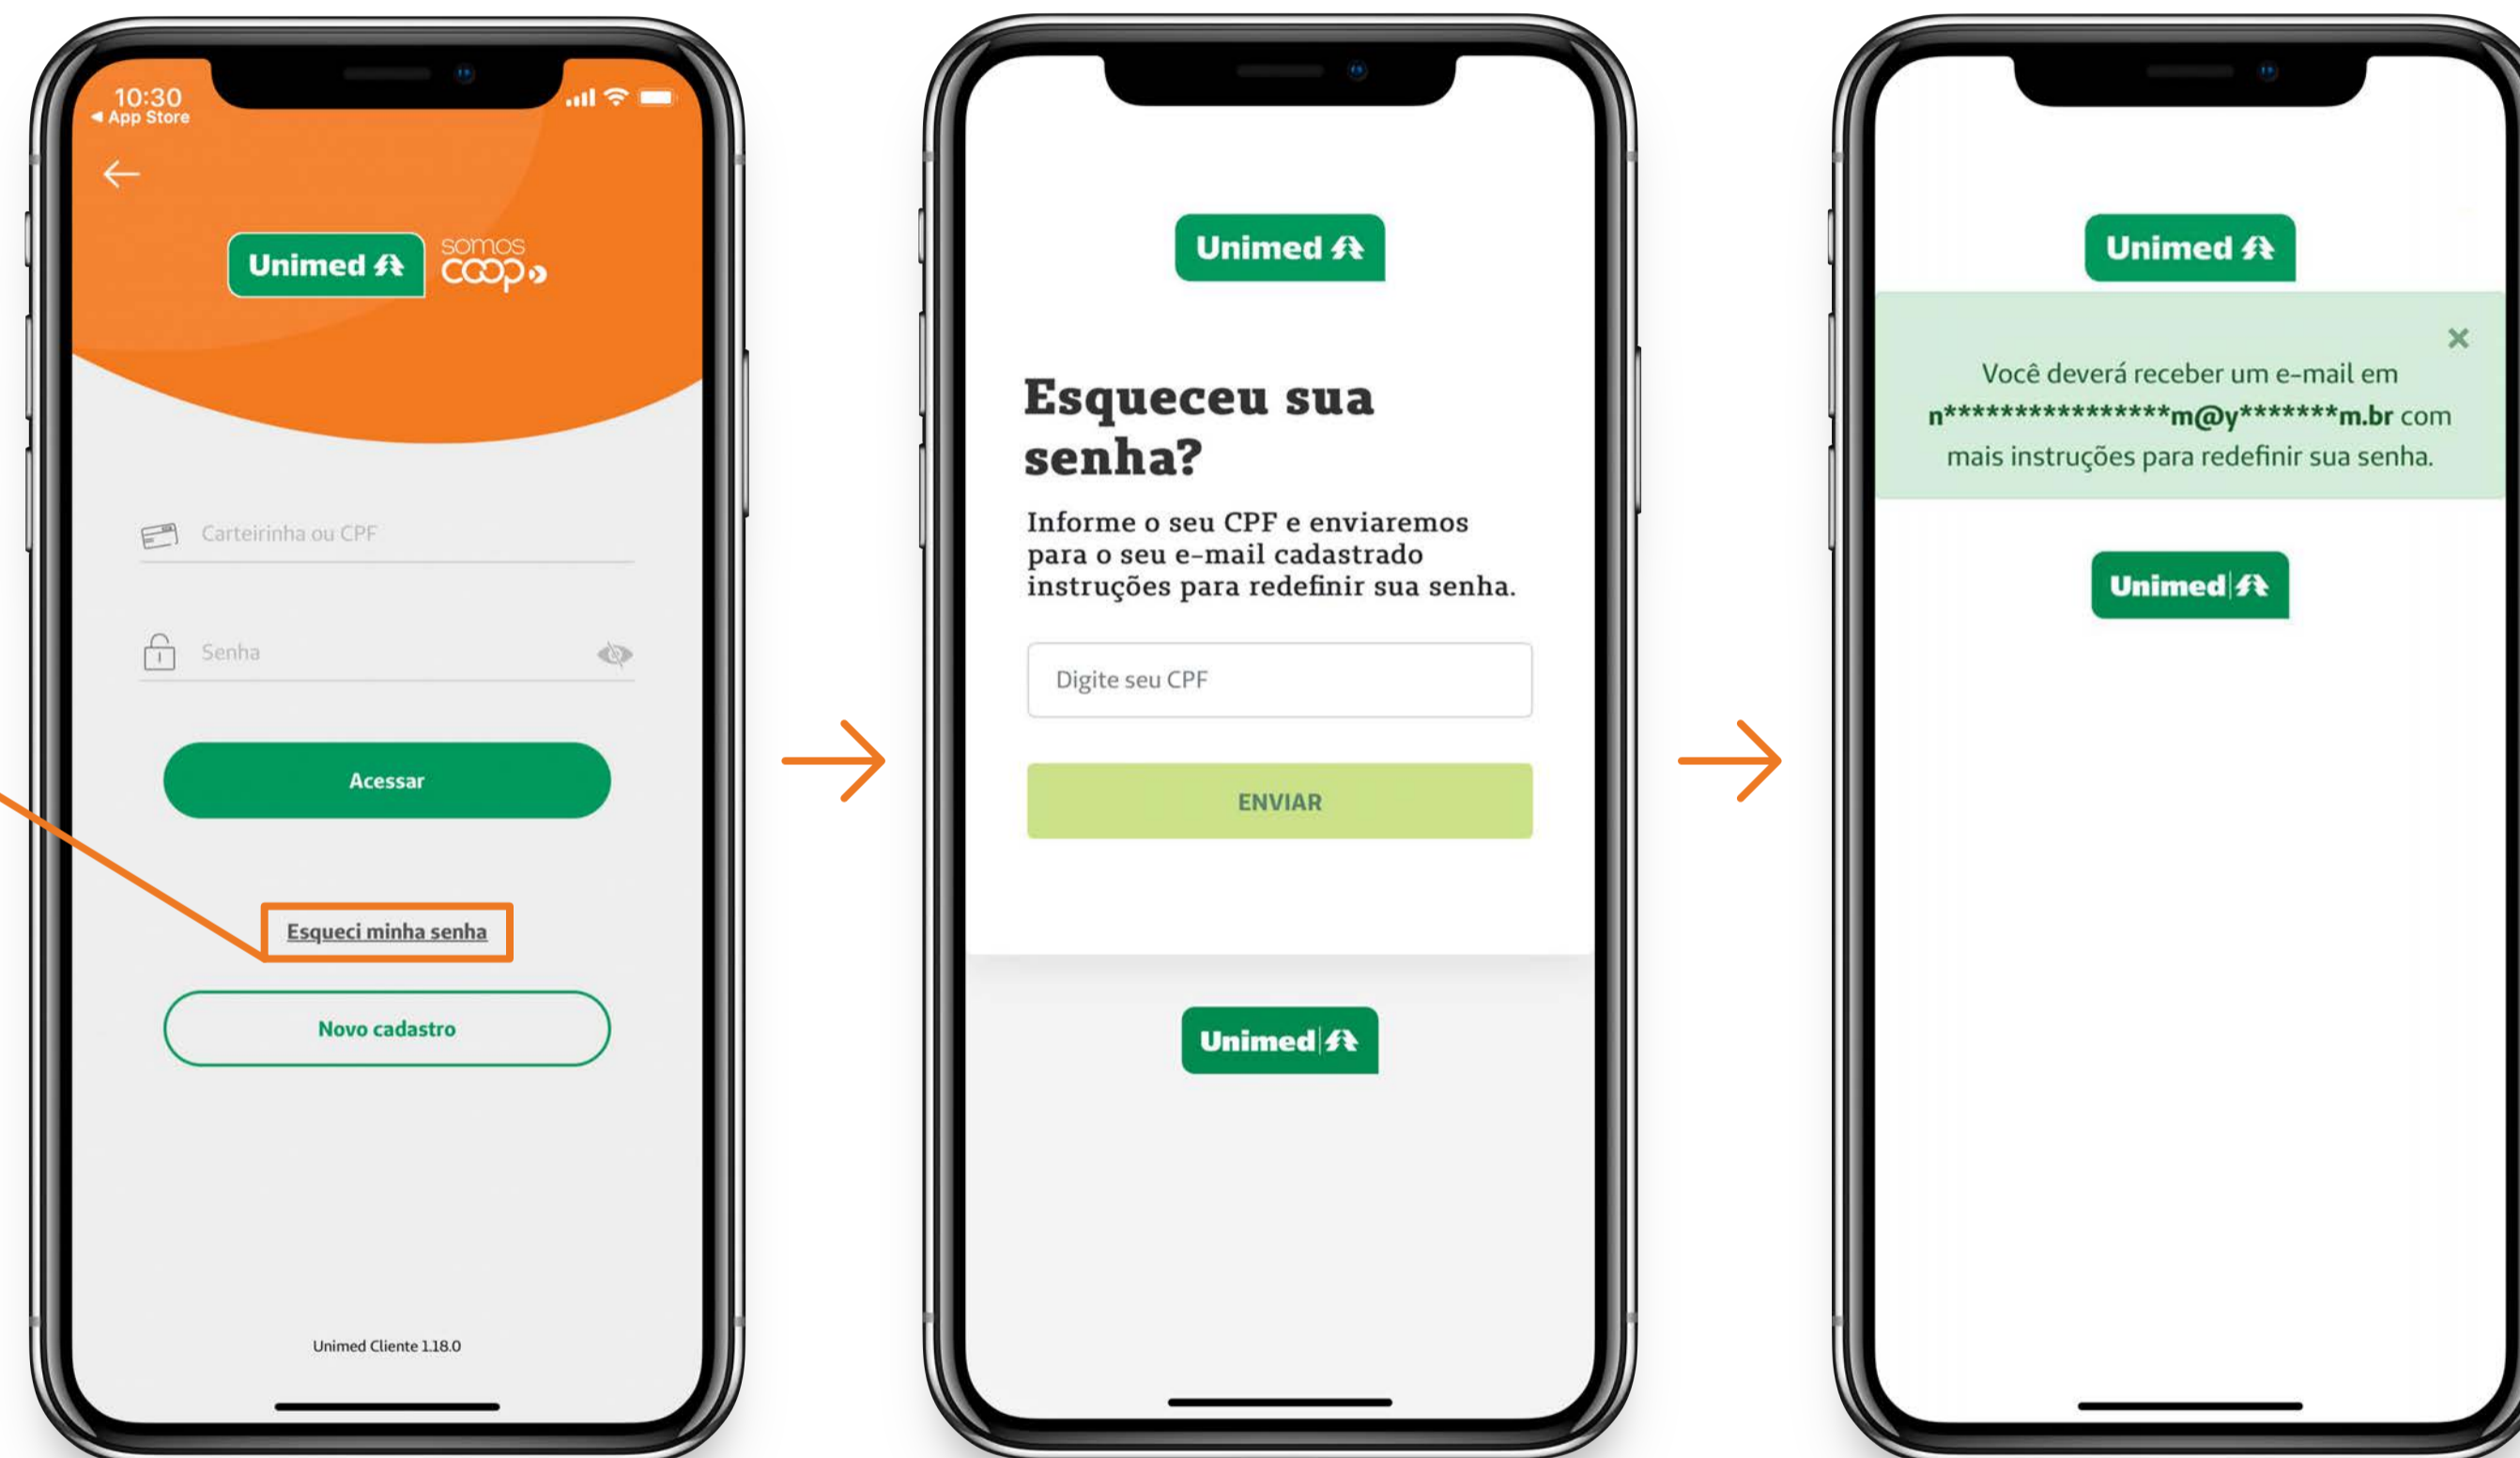 10:30
App Store
Unimed
somos
coop
Carteirinha ou CPF
Senha
Acessar
Esqueci minha senha
Novo cadastro
Unimed Cliente 1.18.0
Unimed
Esqueceu sua
senha?
Informe o seu CPF e enviaremos
para o seu e-mail cadastrado
instruções para redefinir sua senha.
Digite seu CPF
ENVIAR
Unimed
Unimed
Você deverá receber um e-mail em
n****************m@y*******m.br com
mais instruções para redefinir sua senha.
Unimed